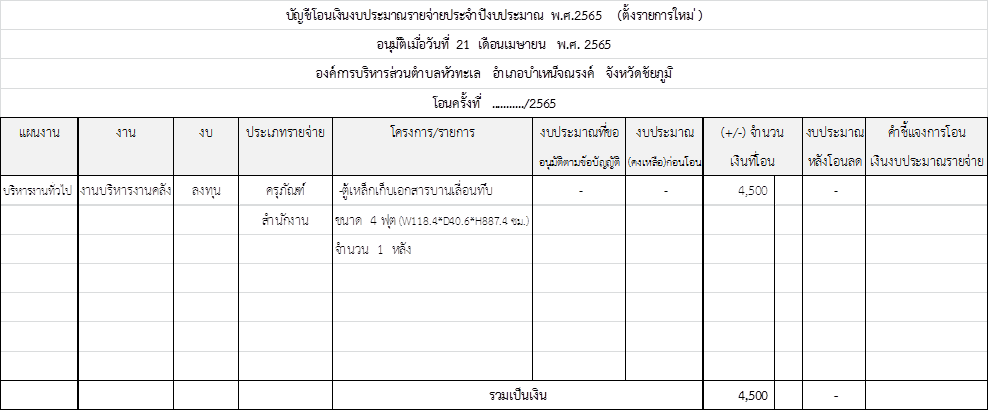 บัญชีโอนเงินงบประมาณรายจ่ายประจำปีงบประมาณ พ.ศ.2565 (ตั้งรายการใหม่ )
อนุมัติเมื่อวันที่ 21 เดือนเมษายน พ.ศ. 2565
องค์การบริหารส่วนตำบลหัวทะเล อำเภอบำเหน็จณรงค์ จังหวัดชัยภูมิ
โอนครั้งที่ .........../2565
แผนงาน งาน งบ ประเภทรายจ่าย โครงการ/รายการ งบประมาณที่ขอ งบประมาณ (+/-) จำนวน งบประมาณ คำชี้แจงการโอน
อนุมัติตามข้อบัญญัติ (คงเหลือ)ก่อนโอน เงินที่โอน หลังโอนลด เงินงบประมาณรายจ่าย
บริหารงานทั่วไป งานบริหารงานคลัง ลงทุน ครุภัณฑ์ -ตู้เหล็กเก็บเอกสารบานเลื่อนทึบ - - 4,500 -
สำนักงาน ขนาด 4 ฟุต (W118.4*D40.6*H887.4 ซม.)
จำนวน 1 หลัง
รวมเป็นเงิน 4,500 -